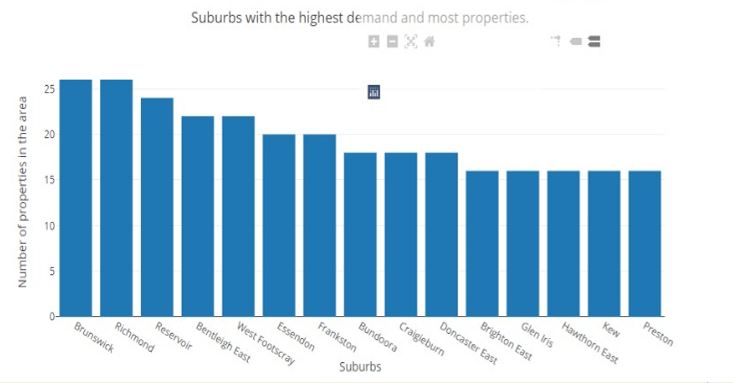 Suburbs with the highest demand and most properties.
Number of properties in the area
25
20
15
10
5
0
Brunswick
Richmond
Reservoir
Bentleigh East
West Footscray
Essendon
Frankston
Bundoora
Craigieburn
Doncaster East
Brighton East
Glen Iris
Hawthorn East
Kew
Preston
Suburbs